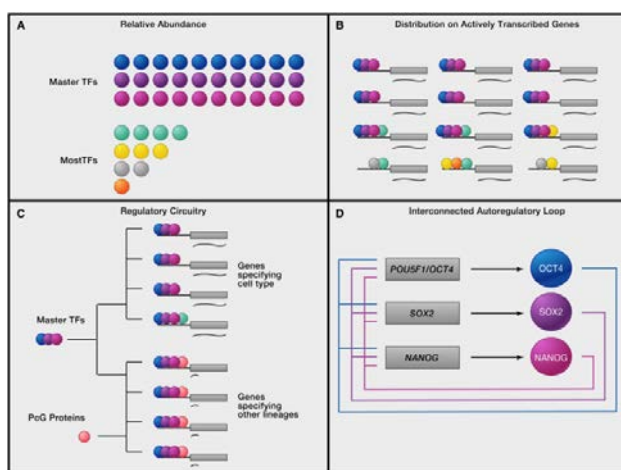 A
Relative Abundance
Master TFs
MostTFs
B
Distribution on Actively Transcribed Genes
C
Regulatory Circuitry
Master TFs
PcG Proteins
Genes
specifying
cell type
Genes
specifying
other lineages
D
Interconnected Autoregulatory Loop
POU5F1/OCT4
OCT4
SOX2
SOX2
NANOG
NANOG